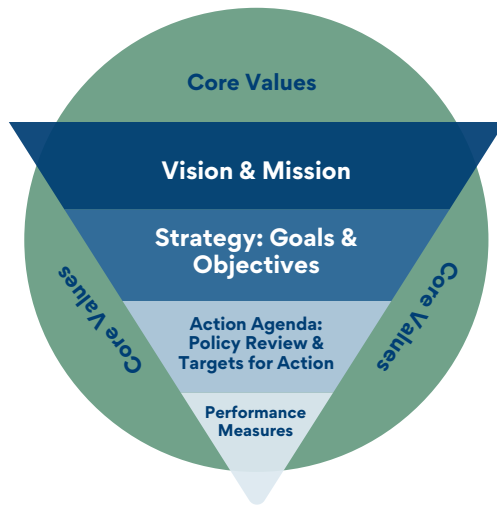 Core Values
Vision & Mission
Strategy: Goals &
Objectives
Core Values
Core Values
Action Agenda:
Policy Review &
Targets for Action
Performance
Measures